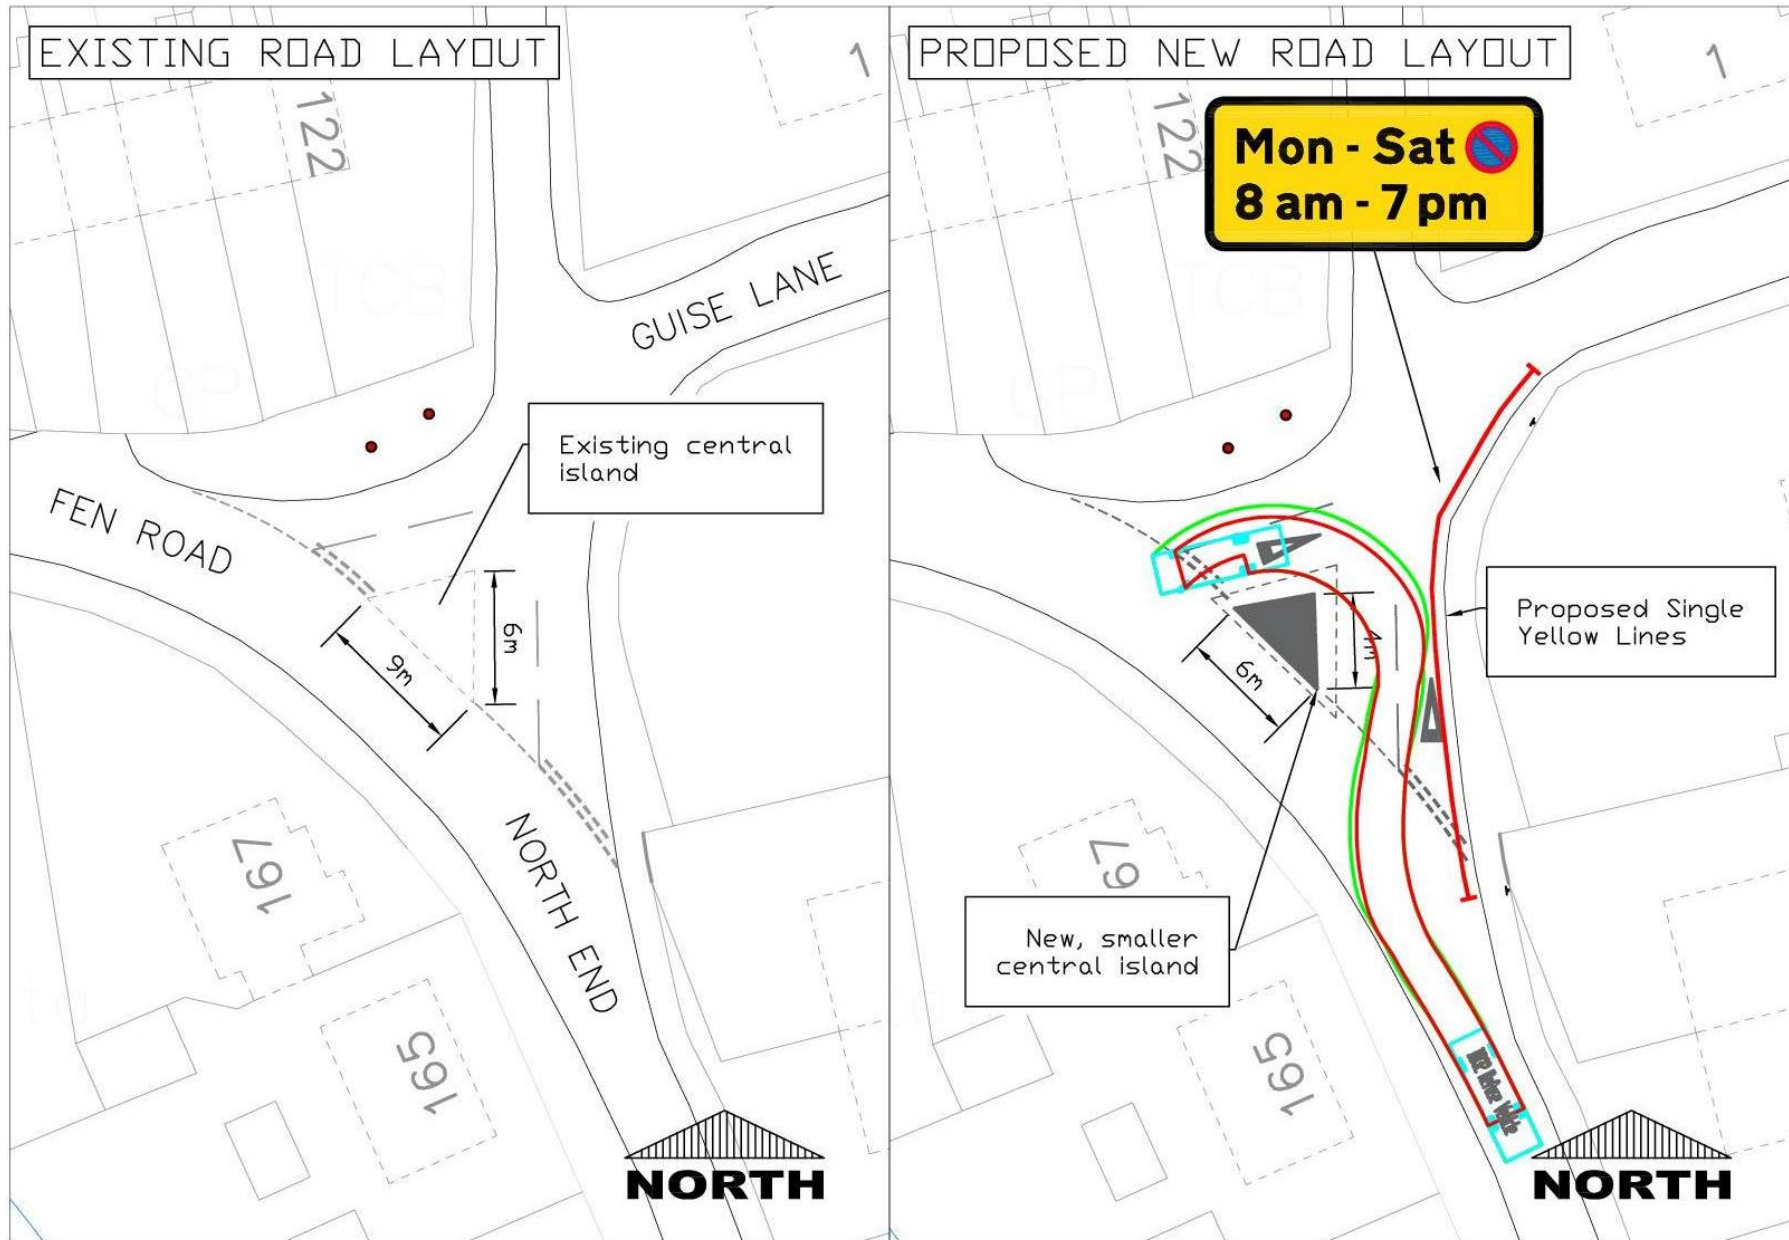 EXISTING ROAD LAYOUT
122
1
GUISE LANE
Existing central
island
FEN ROAD
6m
9m
167
NORTH END
165
NORTH
PROPOSED NEW ROAD LAYOUT
122
1
Mon - Sat
8 am - 7 pm
Proposed Single
Yellow Lines
4m
6m
New, smaller
central island
165
NORTH